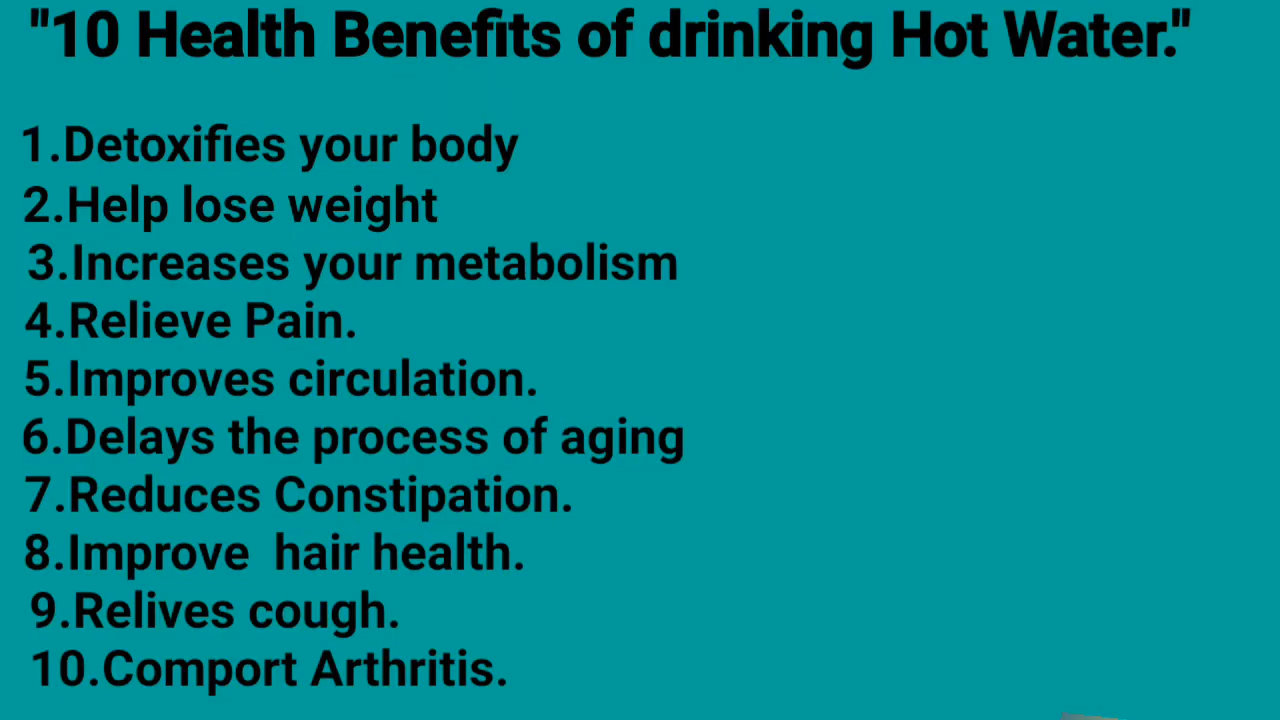 "10 Health Benefits of drinking Hot Water."
1.Detoxifies your body
2.Help lose weight
3.Increases your metabolism
4.Relieve Pain.
5.Improves circulation.
6.Delays the process of aging
7.Reduces Constipation.
8.Improve  hair health.
9.Relives cough.
10.Comport Arthritis.